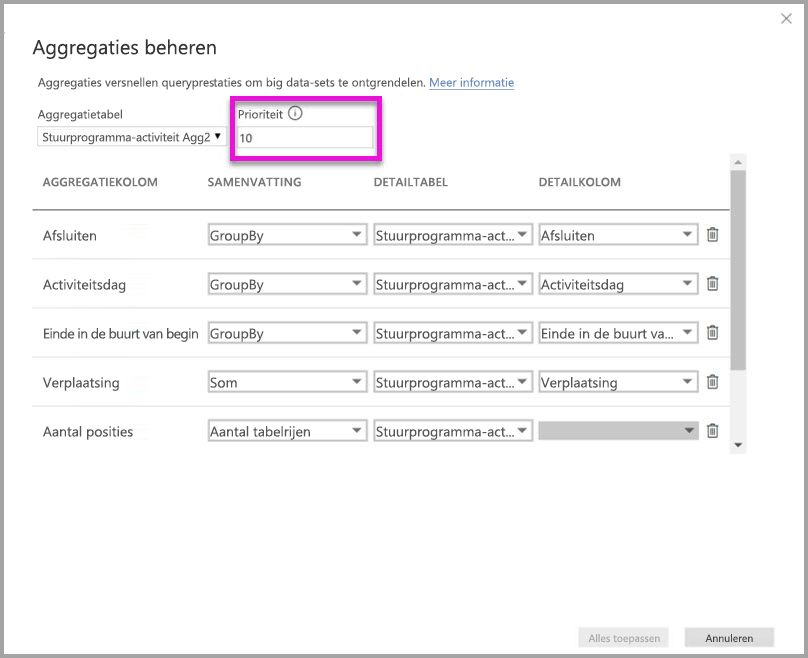 Aggregaties beheren
Aggregaties versnellen queryprestaties om big data-sets te ontgrendelen. Meer informatie
Aggregatietabel Prioriteit
Stuurprogramma-activiteit Agg2 10
AGGREGATIEKOLOM SAMENVATTING DETAILTABEL DETAILKOLOM
Afsluiten GroupBy Stuurprogramma-act... Afsluiten
Activiteitsdag GroupBy Stuurprogramma-act... Activiteitsdag
Einde in de buurt van begin GroupBy Stuurprogramma-act... Einde in de buurt va...
Verplaatsing Som Stuurprogramma-act... Verplaatsing
Aantal posities Aantal tabelrijen Stuurprogramma-act...
Alles toepassen Annuleren